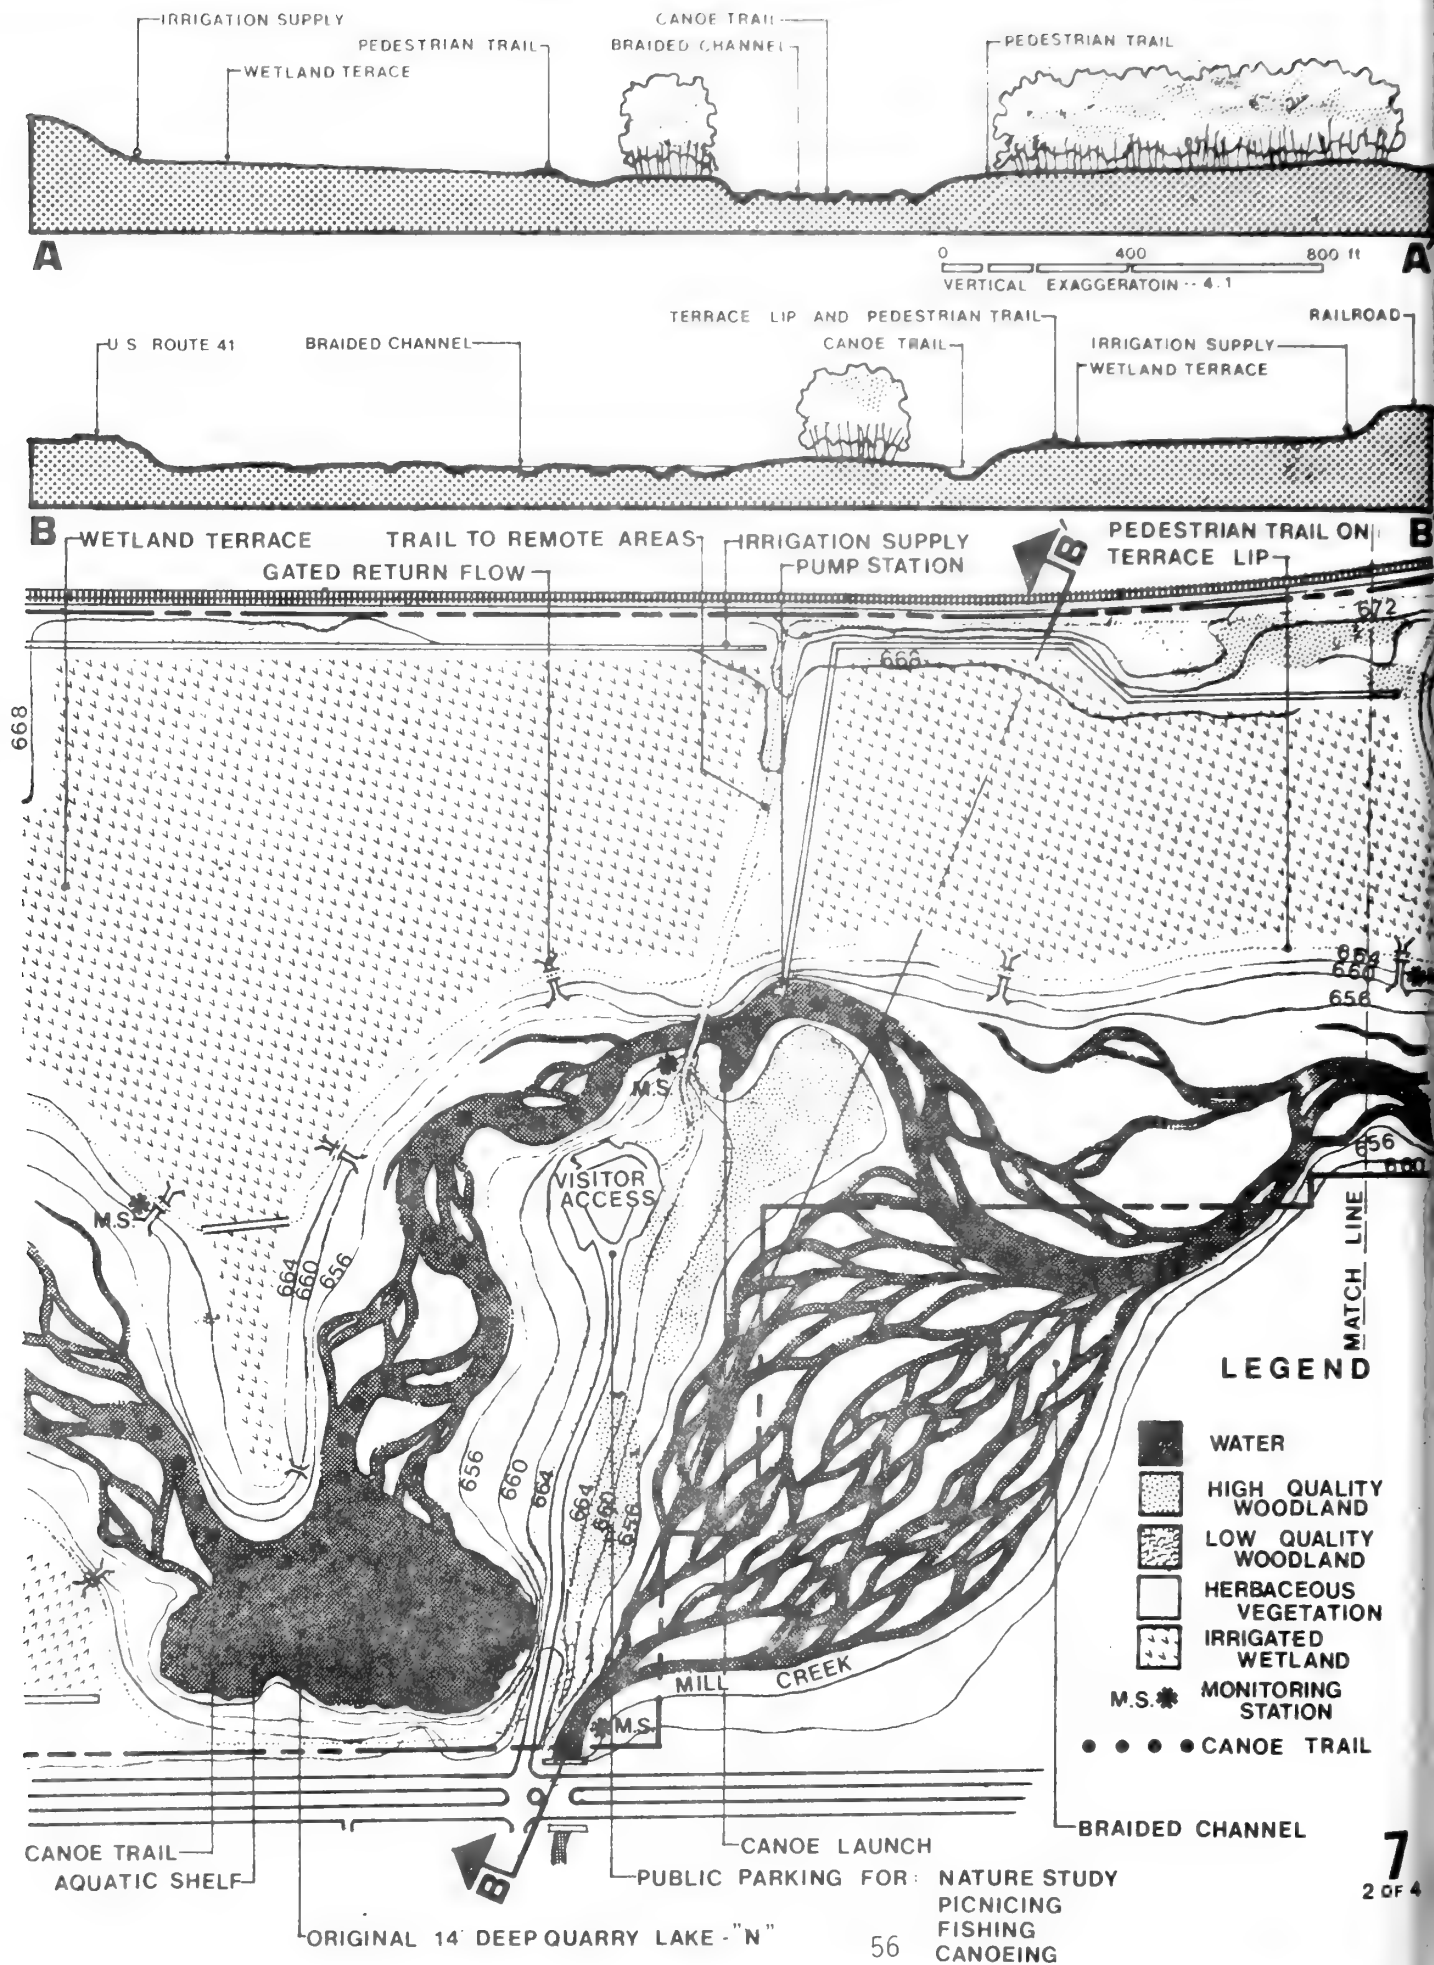 IRRIGATION SUPPLY
PEDESTRIAN TRAIL
WETLAND TERACE
CANOE TRAIL
BRAIDED CHANNEL
PEDESTRIAN TRAIL
A
A'
0 400 800 ft
VERTICAL EXAGGERATOIN -- 4.1
TERRACE LIP AND PEDESTRIAN TRAIL
RAILROAD
U S ROUTE 41
BRAIDED CHANNEL
CANOE TRAIL
IRRIGATION SUPPLY
WETLAND TERRACE
B
B
WETLAND TERRACE
TRAIL TO REMOTE AREAS
IRRIGATION SUPPLY
PUMP STATION
GATED RETURN FLOW
B'
PEDESTRIAN TRAIL ON
TERRACE LIP
672
668
668
664
660
656
M.S.
VISITOR
ACCESS
656
660
M.S.
664
660
656
MATCH LINE
656
660
664
664
660
656
LEGEND
WATER
HIGH QUALITY
WOODLAND
LOW QUALITY
WOODLAND
HERBACEOUS
VEGETATION
IRRIGATED
WETLAND
M.S. MONITORING
STATION
CANOE TRAIL
MILL CREEK
M.S.
CANOE TRAIL
AQUATIC SHELF
B
CANOE LAUNCH
BRAIDED CHANNEL
PUBLIC PARKING FOR: NATURE STUDY
PICNICING
FISHING
CANOEING
ORIGINAL 14' DEEP QUARRY LAKE - "N"
7
2 OF 4
56